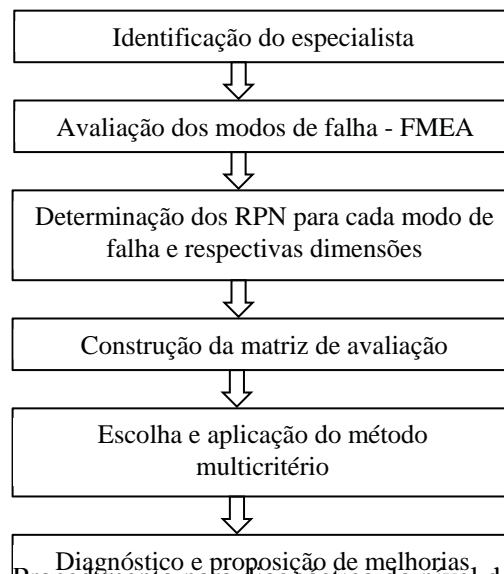 Identificação do especialista
Avaliação dos modos de falha - FMEA
Determinação dos RPN para cada modo de
falha e respectivas dimensões
Construção da matriz de avaliação
Escolha e aplicação do método
multicritério
Diagnóstico e proposição de melhorias